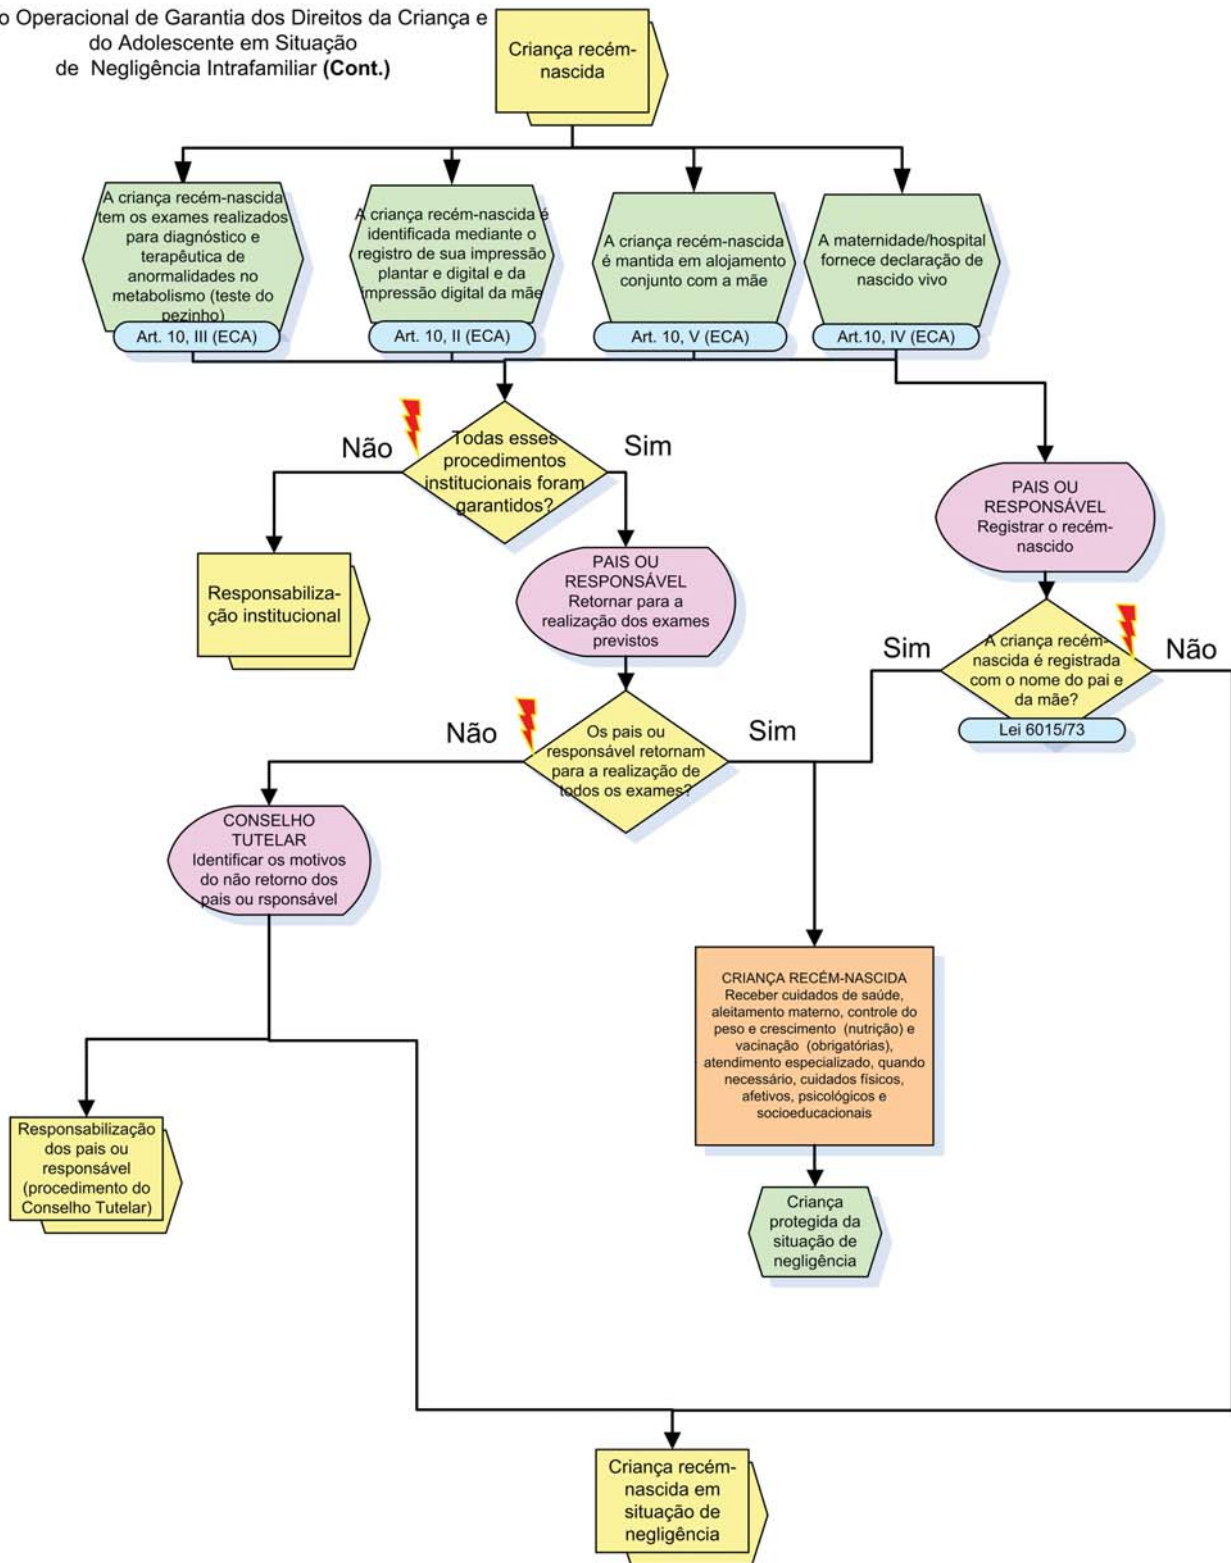 o Operacional de Garantia dos Direitos da Criança e
do Adolescente em Situação
de Negligência Intrafamiliar (Cont.)
Criança recém-
nascida
A criança recém-nascida
tem os exames realizados
para diagnóstico e
terapêutica de
anormalidades no
metabolismo (teste do
pezinho)
Art. 10, III (ECA)
A criança recém-nascida é
identificada mediante o
registro de sua impressão
plantar e digital e da
impressão digital da mãe
Art. 10, II (ECA)
A criança recém-nascida
é mantida em alojamento
conjunto com a mãe
Art. 10, V (ECA)
A maternidade/hospital
fornece declaração de
nascido vivo
Art.10, IV (ECA)
Não
Todas esses
procedimentos
institucionais foram
garantidos?
Sim
PAIS OU
RESPONSÁVEL
Registrar o recém-
nascido
Responsabiliza-
ção institucional
PAIS OU
RESPONSÁVEL
Retornar para a
realização dos exames
previstos
Sim
A criança recém-
nascida é registrada
com o nome do pai e
da mãe?
Não
Lei 6015/73
Não
Os pais ou
responsável retornam
para a realização de
todos os exames?
Sim
CONSELHO
TUTELAR
Identificar os motivos
do não retorno dos
pais ou rsponsável
CRIANÇA RECÉM-NASCIDA
Receber cuidados de saúde,
aleitamento materno, controle do
peso e crescimento (nutrição) e
vacinação (obrigatórias),
atendimento especializado, quando
necessário, cuidados físicos,
afetivos, psicológicos e
socioeducacionais
Responsabilização
dos pais ou
responsável
(procedimento do
Conselho Tutelar)
Criança
protegida da
situação de
negligência
Criança recém-
nascida em
situação de
negligência